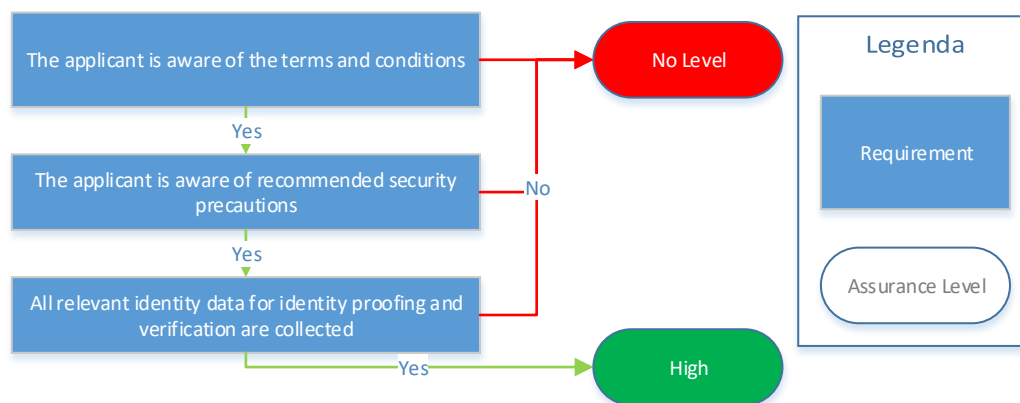 The applicant is aware of the terms and conditions
No Level
Yes
The applicant is aware of recommended security
precautions
No
Yes
All relevant identity data for identity proofing and
verification are collected
Yes
High
Legenda
Requirement
Assurance Level